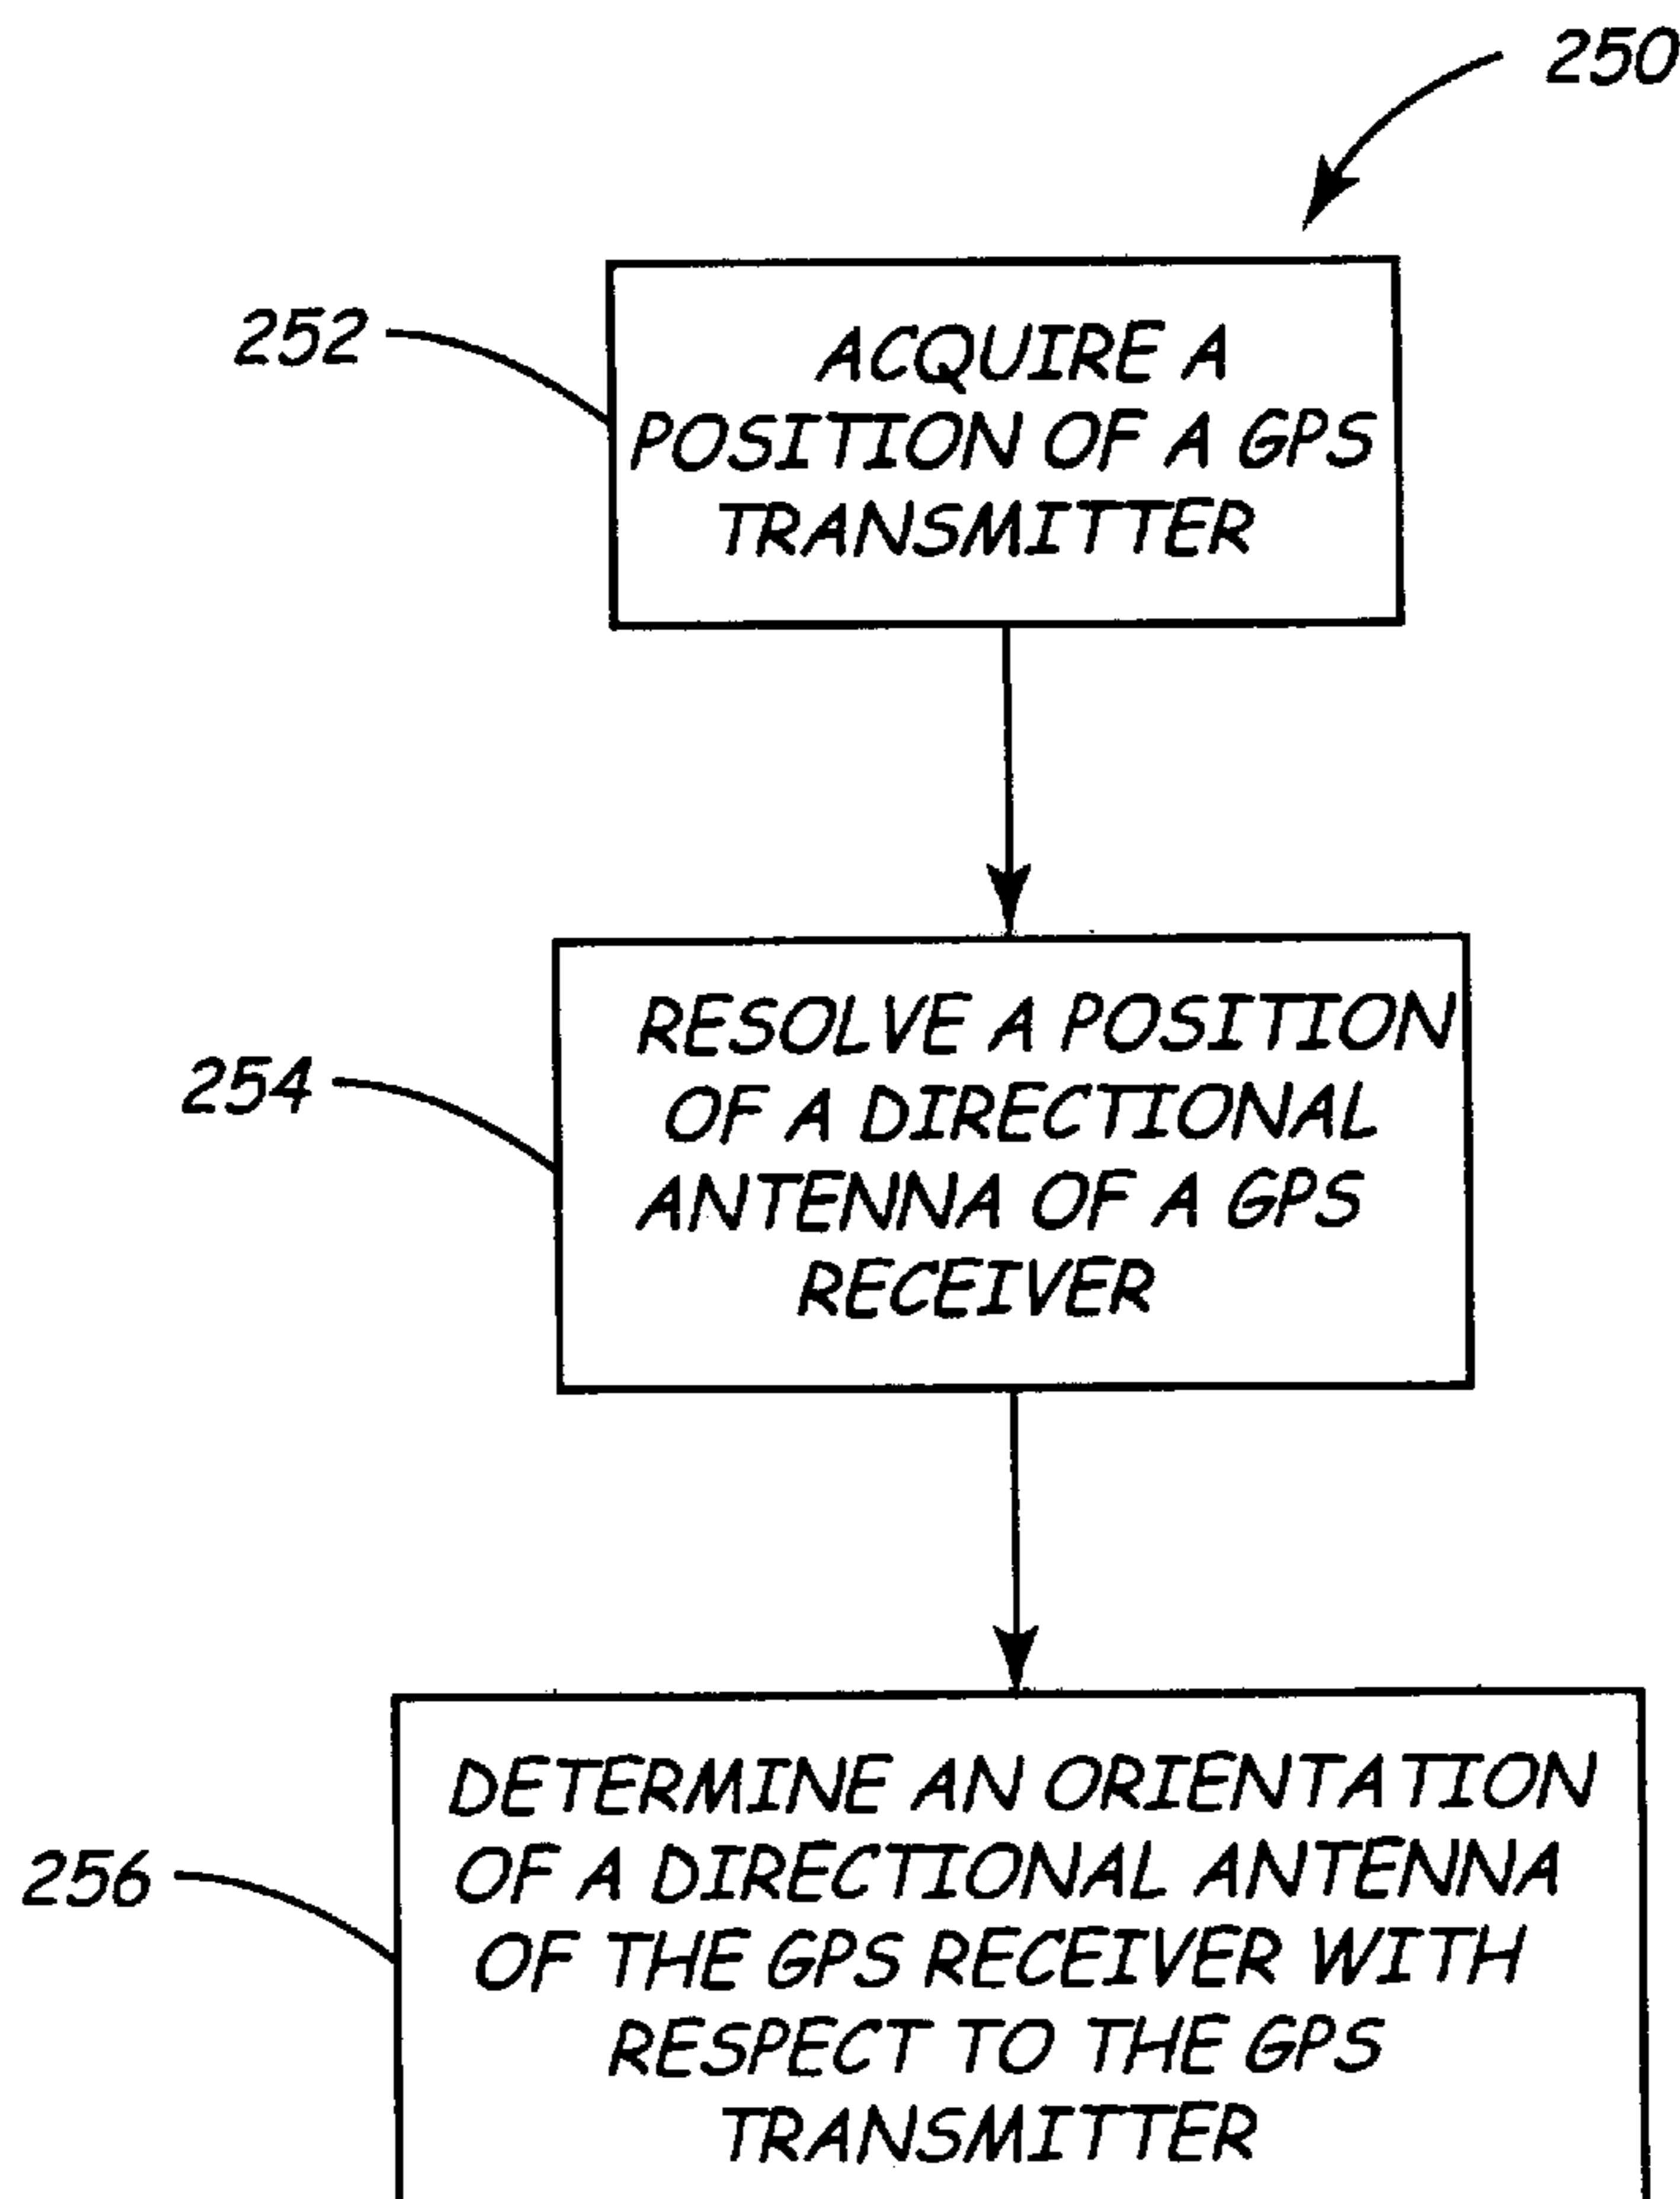 250
252
ACQUIRE A
POSITION OF A GPS
TRANSMITTER
254
RESOLVE A POSITION
OF A DIRECTIONAL
ANTENNA OF A GPS
RECEIVER
256
DETERMINE AN ORIENTATION
OF A DIRECTIONAL ANTENNA
OF THE GPS RECEIVER WITH
RESPECT TO THE GPS
TRANSMITTER